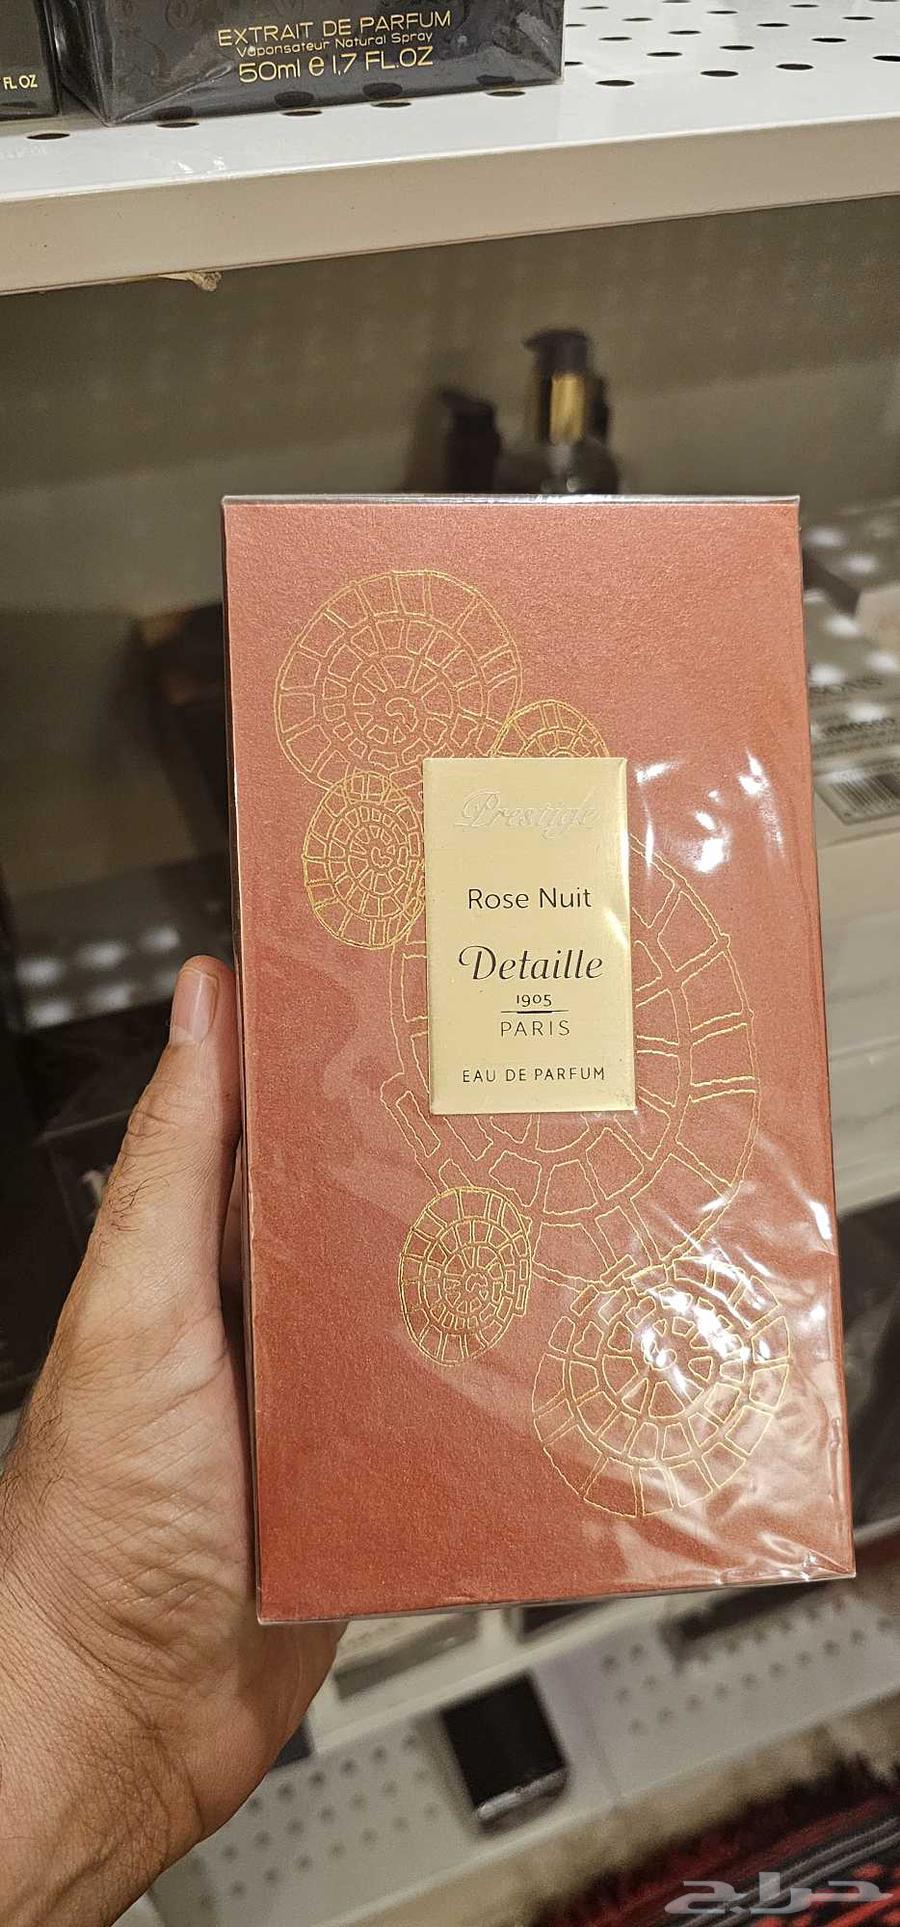 EXTRAIT DE PARFUM
Vaporisateur Natural Spray
50ml e 1,7 FL.OZ
FL.OZ
Prestige
Rose Nuit
Detaille
1905
PARIS
EAU DE PARFUM
حراج